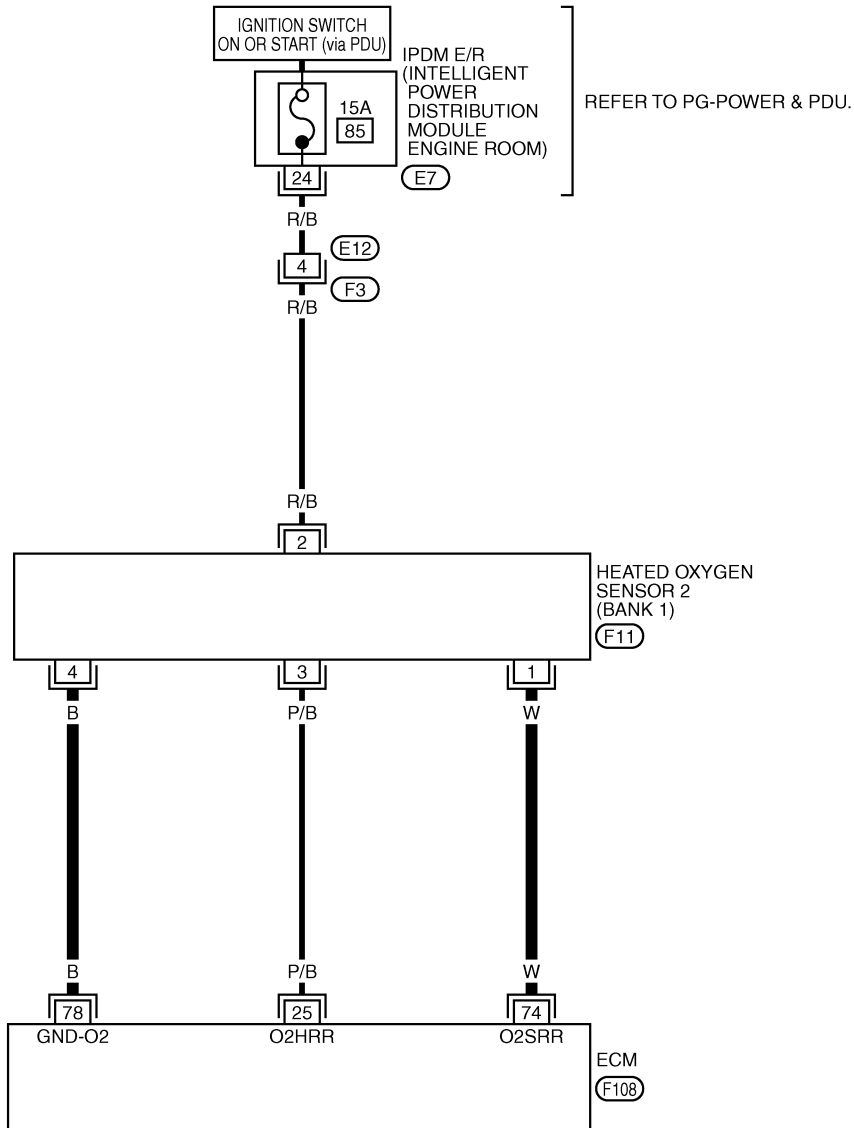 IGNITION SWITCH
ON OR START (via PDU)
IPDM E/R
(INTELLIGENT
POWER
DISTRIBUTION
MODULE
ENGINE ROOM)
REFER TO PG-POWER & PDU.
15A
85
24
E7
R/B
E12
4
F3
R/B
R/B
2
HEATED OXYGEN
SENSOR 2
(BANK 1)
F11
4 3 1
B P/B W
B P/B W
78 25 74
GND-O2 O2HRR O2SRR
ECM
F108